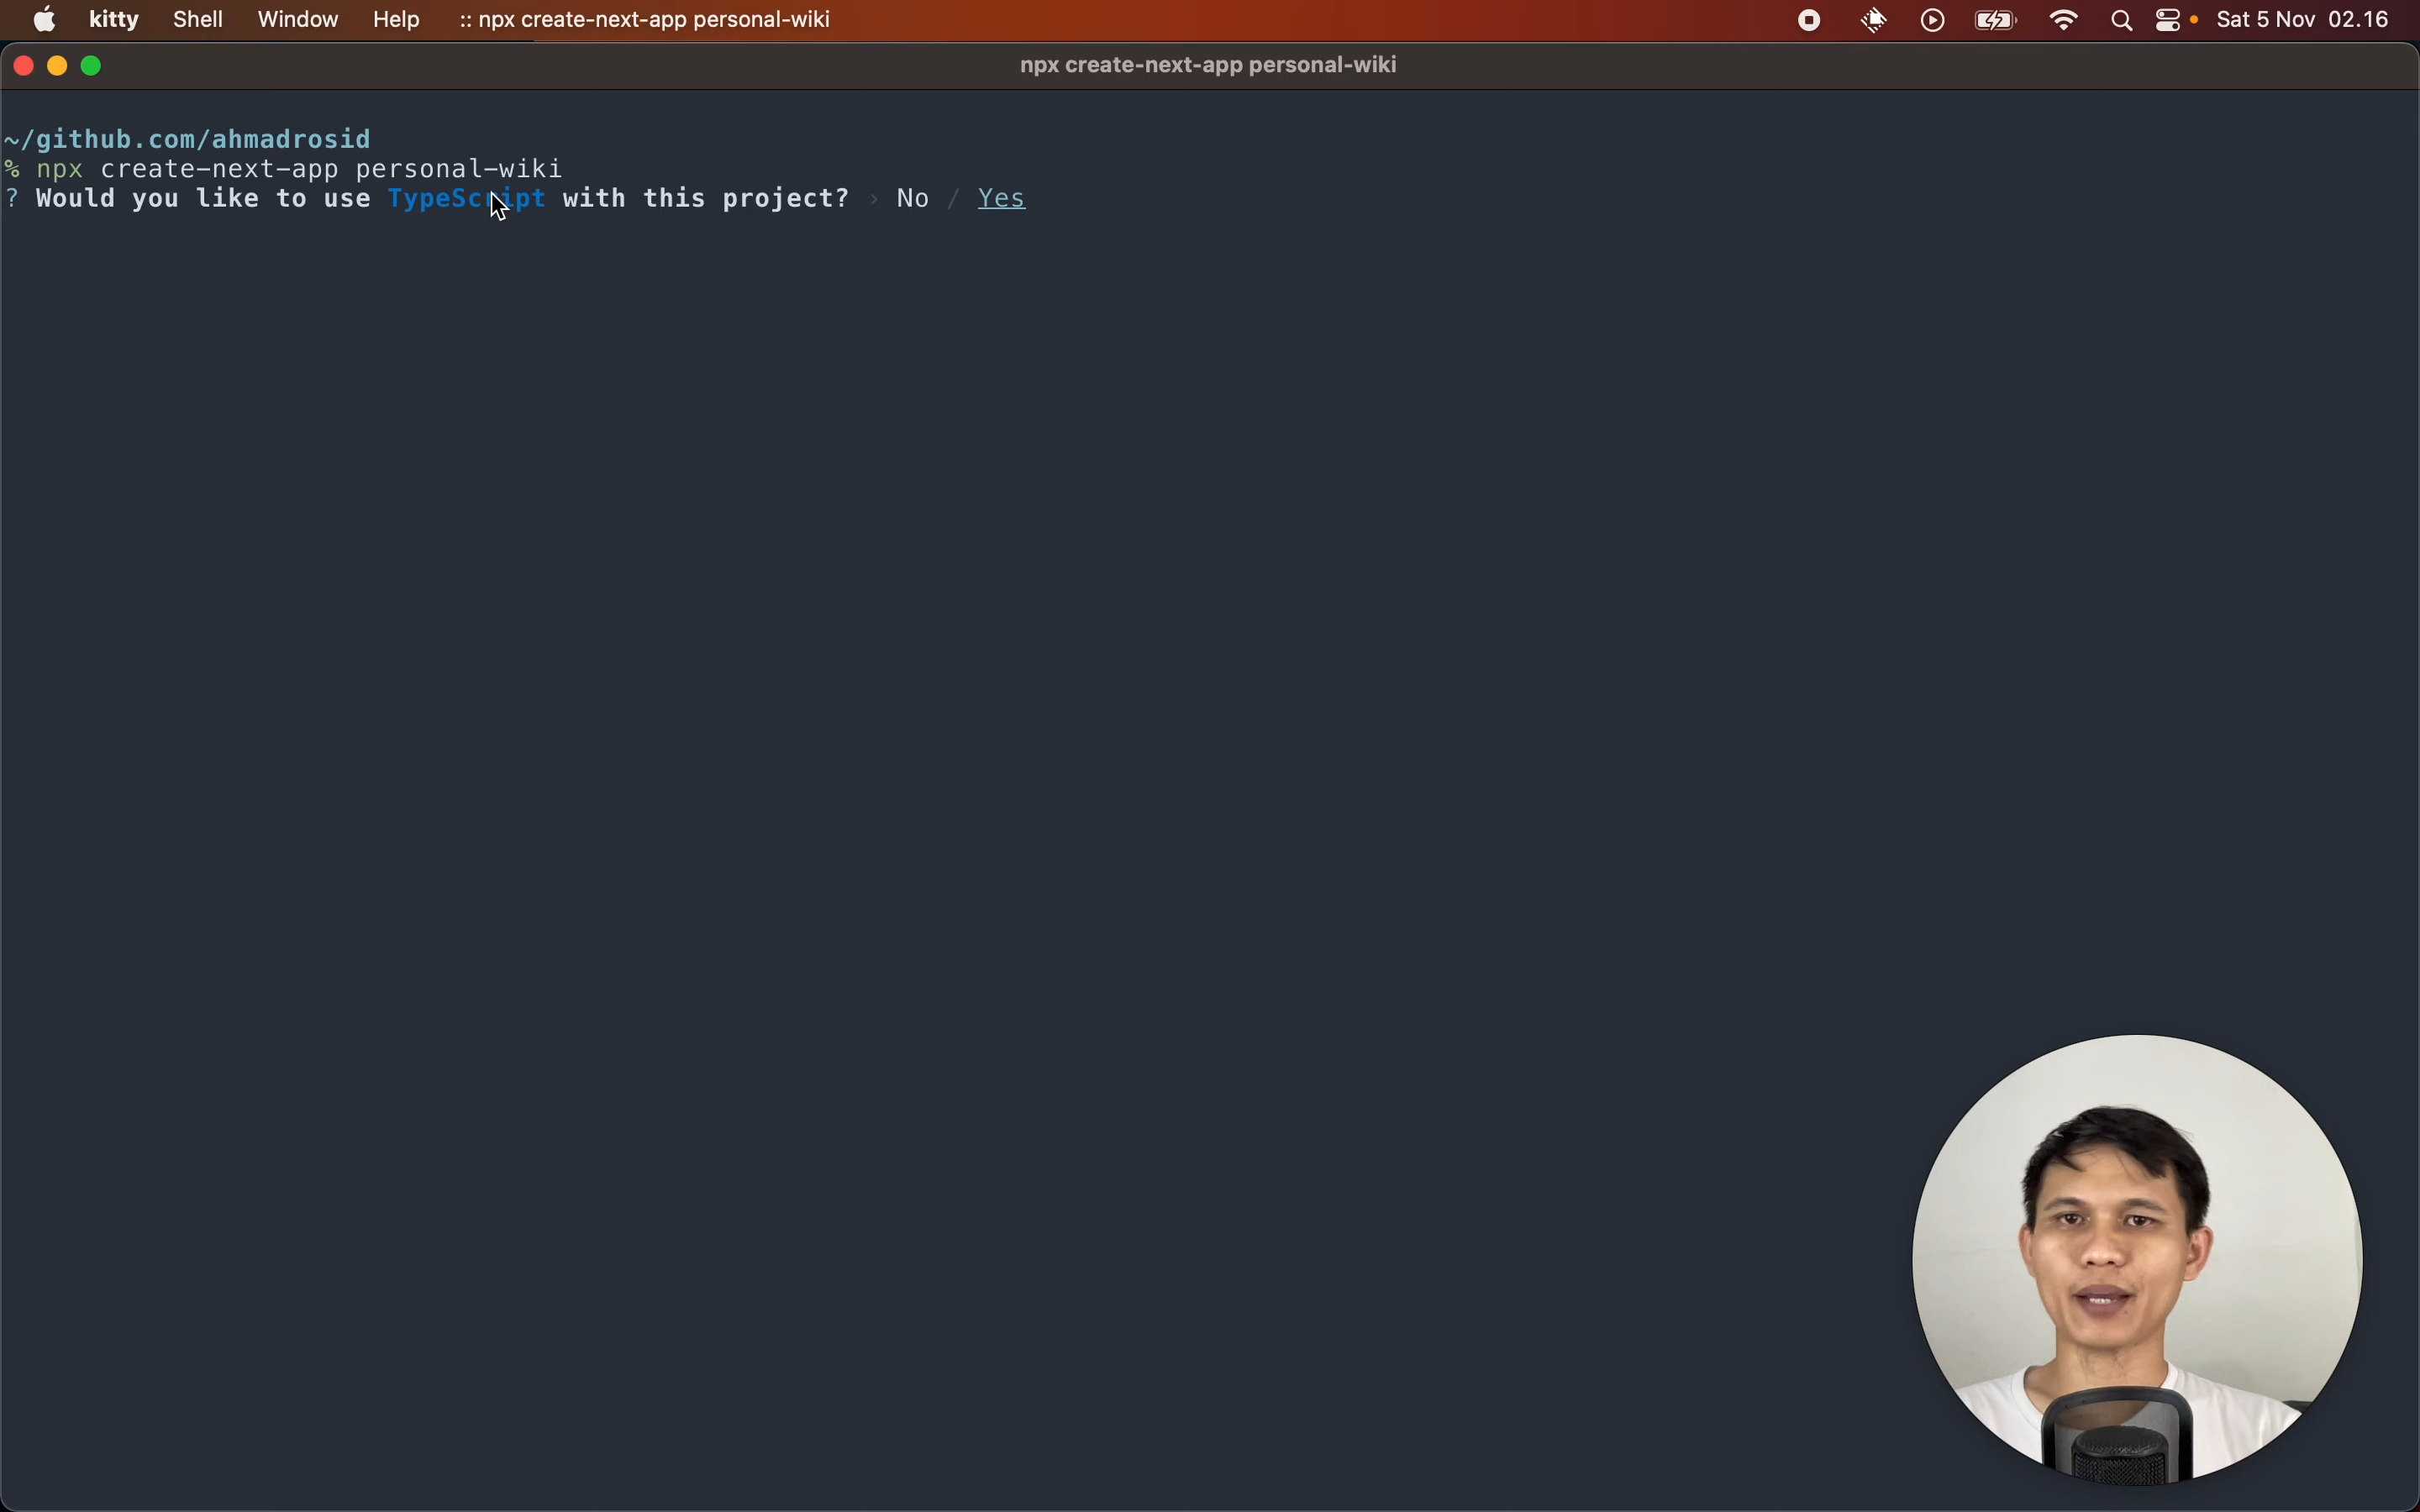 kitty Shell Window Help :: npx create-next-app personal-wiki Sat 5 Nov 02.16
npx create-next-app personal-wiki
~/github.com/ahmadrosid
% npx create-next-app personal-wiki
? Would you like to use TypeScript with this project? › No / Yes